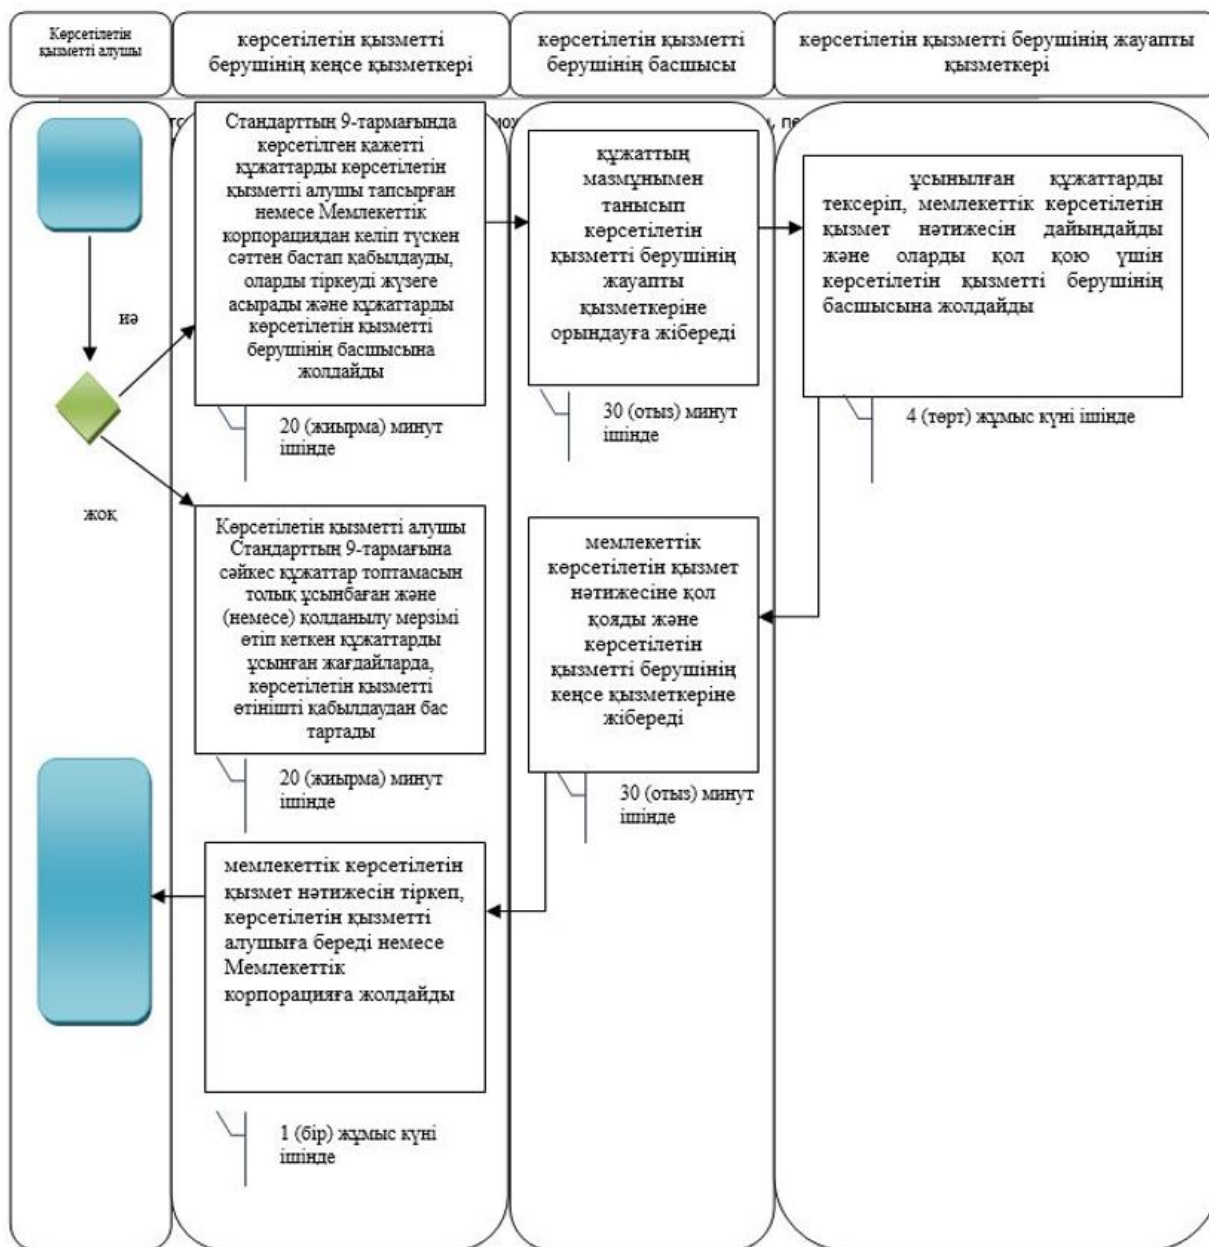 Көрсетілетін
қызметті алушы
көрсетілетін қызметті
берушінің кеңсе қызметкері
көрсетілетін қызметті
берушінің басшысы
көрсетілетін қызметті берушінің жауапты
қызметкері
Стандарттың 9-тармағында
көрсетілген қажетті
құжаттарды көрсетілетін
қызметті алушы тапсырған
немесе Мемлекеттік
корпорациядан келіп түскен
сәттен бастап қабылдауды,
оларды тіркеуді жүзеге
асырады және құжаттарды
көрсетілетін қызметті
берушінің басшысына
жолдайды
20 (жиырма) минут
ішінде
құжаттың
мазмұнымен
танысып
көрсетілетін
қызметті берушінің
жауапты
қызметкеріне
орындауға жібереді
30 (отыз) минут
ішінде
ұсынылған құжаттарды
тексеріп, мемлекеттік көрсетілетін
қызмет нәтижесін дайындайды
және оларды қол қою үшін
көрсетілетін қызметті берушінің
басшысына жолдайды
4 (төрт) жұмыс күні ішінде
иә
жоқ
Көрсетілетін қызметті алушы
Стандарттың 9-тармағына
сәйкес құжаттар топтамасын
толық ұсынбаған және
(немесе) қолданылу мерзімі
өтіп кеткен құжаттарды
ұсынған жағдайларда,
көрсетілетін қызметті
өтінішті қабылдаудан бас
тартады
20 (жиырма) минут
ішінде
мемлекеттік
көрсетілетін қызмет
нәтижесіне қол
қояды және
көрсетілетін
қызметті берушінің
кеңсе қызметкеріне
жібереді
30 (отыз) минут
ішінде
мемлекеттік көрсетілетін
қызмет нәтижесін тіркеп,
көрсетілетін қызметті
алушыға береді немесе
Мемлекеттік
корпорацияға жолдайды
1 (бір) жұмыс күні
ішінде